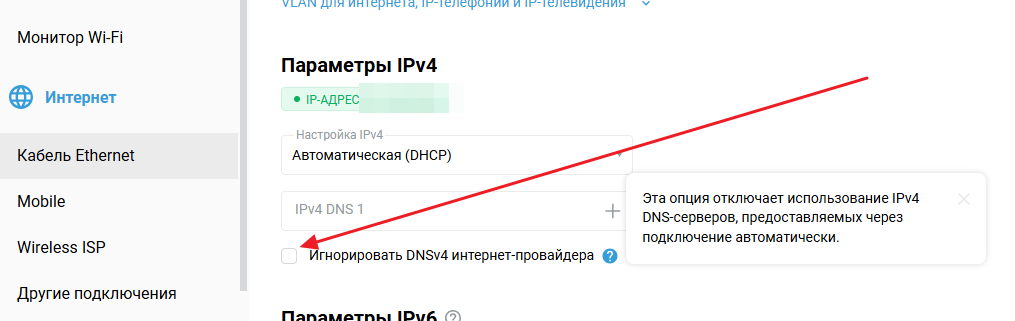 VLAN для интернета, IP-телефонии и IP-телевидения
Монитор Wi-Fi
Интернет
Кабель Ethernet
Mobile
Wireless ISP
Другие подключения
Параметры IPv4
IP-АДРЕС
Настройка IPv4
Автоматическая (DHCP)
IPv4 DNS 1
Игнорировать DNSv4 интернет-провайдера ?
Эта опция отключает использование IPv4
DNS-серверов, предоставляемых через
подключение автоматически.
Параметры IPv6 ?